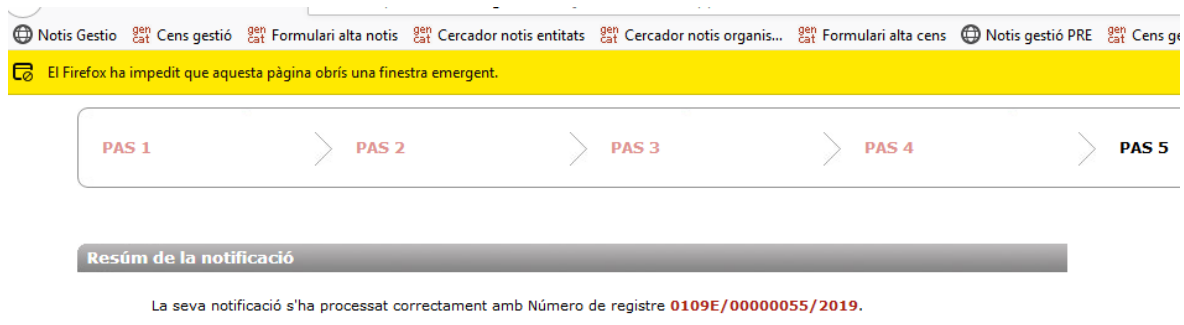 Notis Gestio gen cat Cens gestió gen cat Formulari alta notis gen cat Cercador notis entitats gen cat Cercador notis organis... gen cat Formulari alta cens Notis gestió PRE gen cat Cens ge
El Firefox ha impedit que aquesta pàgina obrís una finestra emergent.
PAS 1 PAS 2 PAS 3 PAS 4 PAS 5
Resúm de la notificació
La seva notificació s'ha processat correctament amb Número de registre 0109E/00000055/2019.